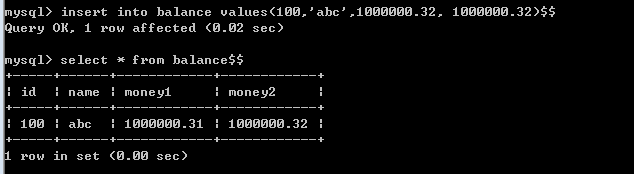 mysql> insert into balance values(100,'abc',1000000.32, 1000000.32)$$
Query OK, 1 row affected (0.02 sec)
mysql> select * from balance$$
+-----+------+------------+------------+
| id | name | money1 | money2 |
+-----+------+------------+------------+
| 100 | abc | 1000000.31 | 1000000.32 |
+-----+------+------------+------------+
1 row in set (0.00 sec)